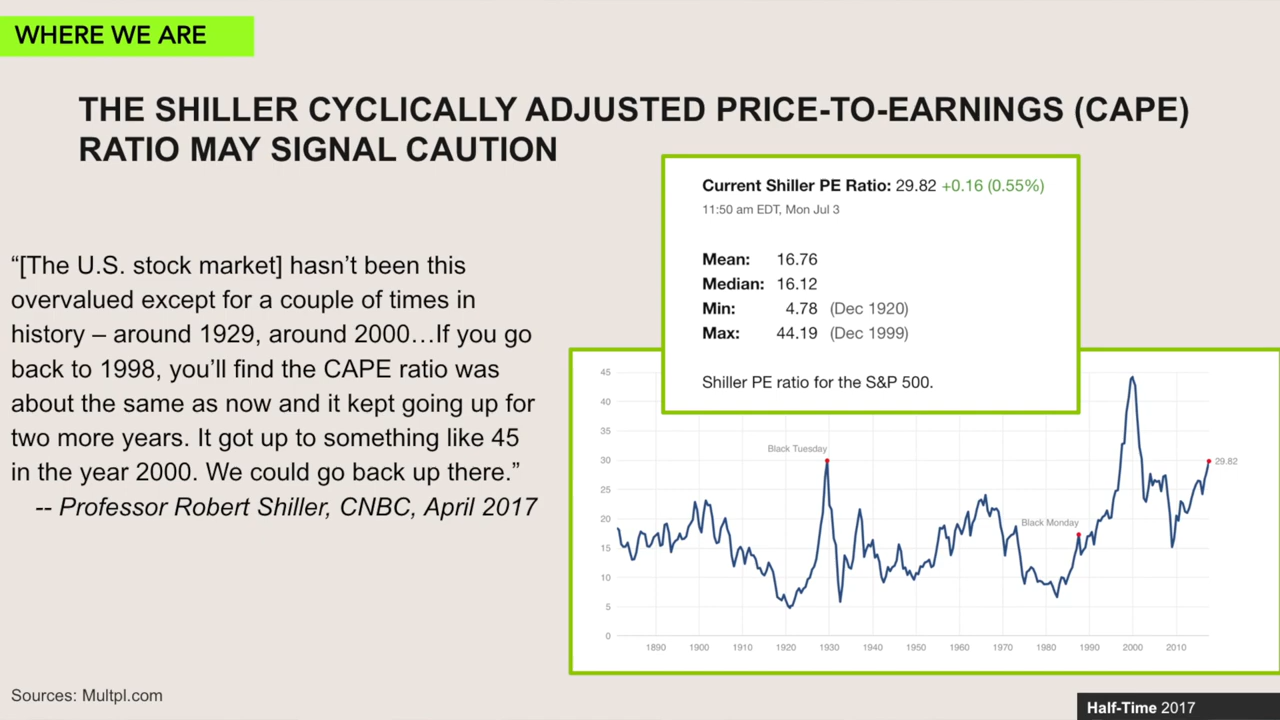 WHERE WE ARE
THE SHILLER CYCLICALLY ADJUSTED PRICE-TO-EARNINGS (CAPE)
RATIO MAY SIGNAL CAUTION
“[The U.S. stock market] hasn’t been this
overvalued except for a couple of times in
history – around 1929, around 2000…If you go
back to 1998, you’ll find the CAPE ratio was
about the same as now and it kept going up for
two more years. It got up to something like 45
in the year 2000. We could go back up there.”
-- Professor Robert Shiller, CNBC, April 2017
Current Shiller PE Ratio: 29.82 +0.16 (0.55%)
11:50 am EDT, Mon Jul 3
Mean: 16.76
Median: 16.12
Min: 4.78 (Dec 1920)
Max: 44.19 (Dec 1999)
Shiller PE ratio for the S&P 500.
45
40
35
30
25
20
15
10
5
0
Black Tuesday
Black Monday
29.82
1890 1900 1910 1920 1930 1940 1950 1960 1970 1980 1990 2000 2010
Sources: Multpl.com
Half-Time 2017